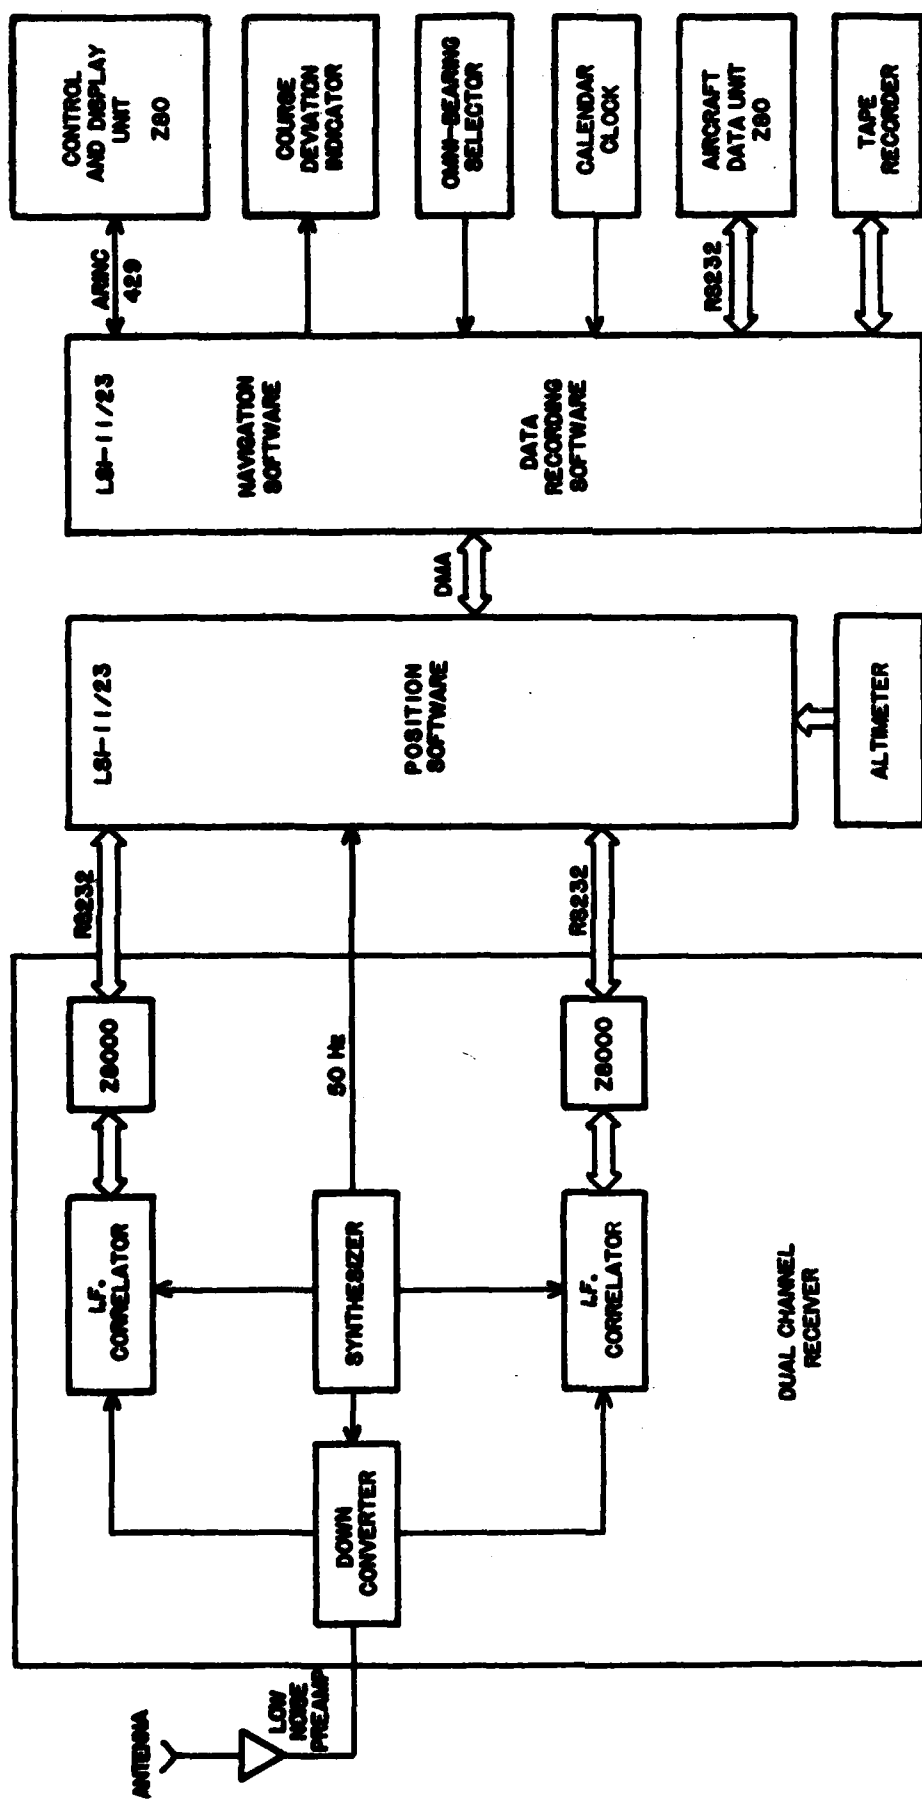 ANTENNA
LOW
NOISE
PREAMP
DOWN
CONVERTER
SYNTHESIZER
I.F.
CORRELATOR
I.F.
CORRELATOR
Z8000
Z8000
DUAL CHANNEL
RECEIVER
50 Hz
RS232
RS232
LSI-11/23
POSITION
SOFTWARE
ALTIMETER
DMA
LSI-11/23
NAVIGATION
SOFTWARE
DATA
RECORDING
SOFTWARE
ARINC
429
RS232
CONTROL
AND DISPLAY
UNIT
Z80
COURSE
DEVIATION
INDICATOR
OMNI-BEARING
SELECTOR
CALENDAR
CLOCK
AIRCRAFT
DATA UNIT
Z80
TAPE
RECORDER